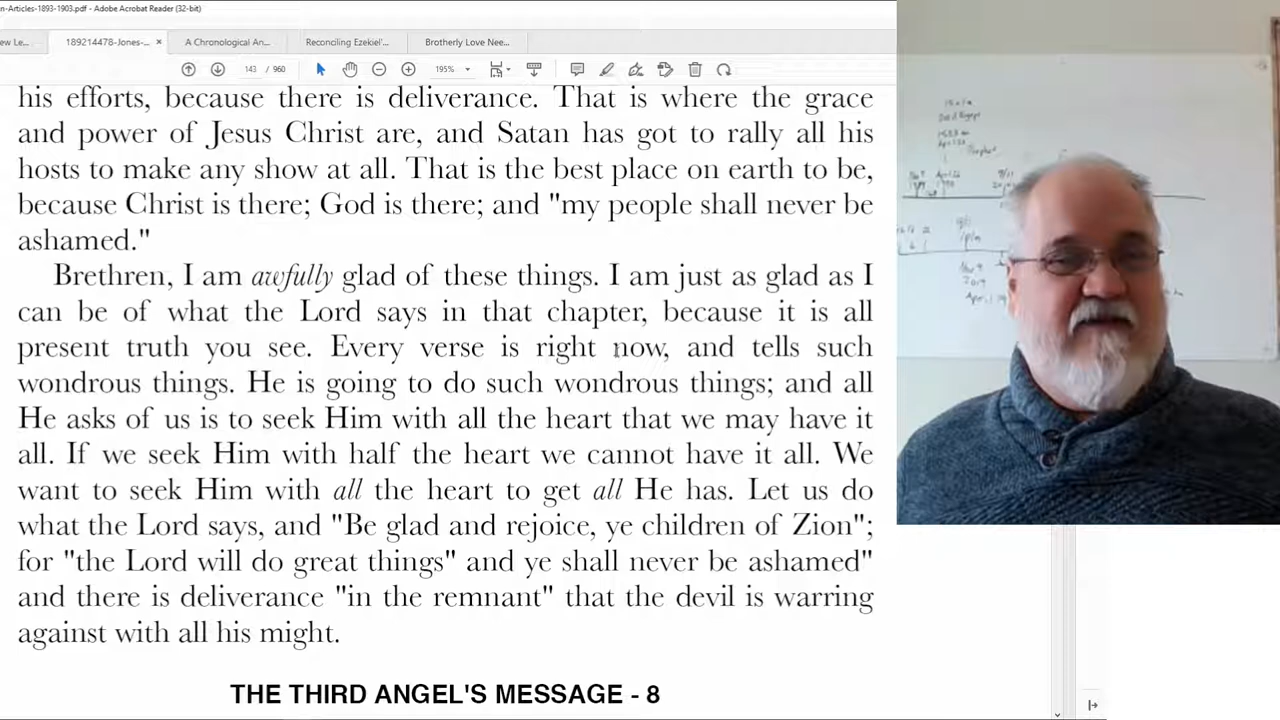 n-Articles-1893-1903.pdf - Adobe Acrobat Reader (32-bit)
ew Le... 189214478-Jones-... × A Chronological An... Reconciling Ezekiel'... Brotherly Love Nee...
143 / 960 195%
his efforts, because there is deliverance. That is where the grace
and power of Jesus Christ are, and Satan has got to rally all his
hosts to make any show at all. That is the best place on earth to be,
because Christ is there; God is there; and "my people shall never be
ashamed."
Brethren, I am awfully glad of these things. I am just as glad as I
can be of what the Lord says in that chapter, because it is all
present truth you see. Every verse is right now, and tells such
wondrous things. He is going to do such wondrous things; and all
He asks of us is to seek Him with all the heart that we may have it
all. If we seek Him with half the heart we cannot have it all. We
want to seek Him with all the heart to get all He has. Let us do
what the Lord says, and "Be glad and rejoice, ye children of Zion";
for "the Lord will do great things" and ye shall never be ashamed"
and there is deliverance "in the remnant" that the devil is warring
against with all his might.
THE THIRD ANGEL'S MESSAGE - 8